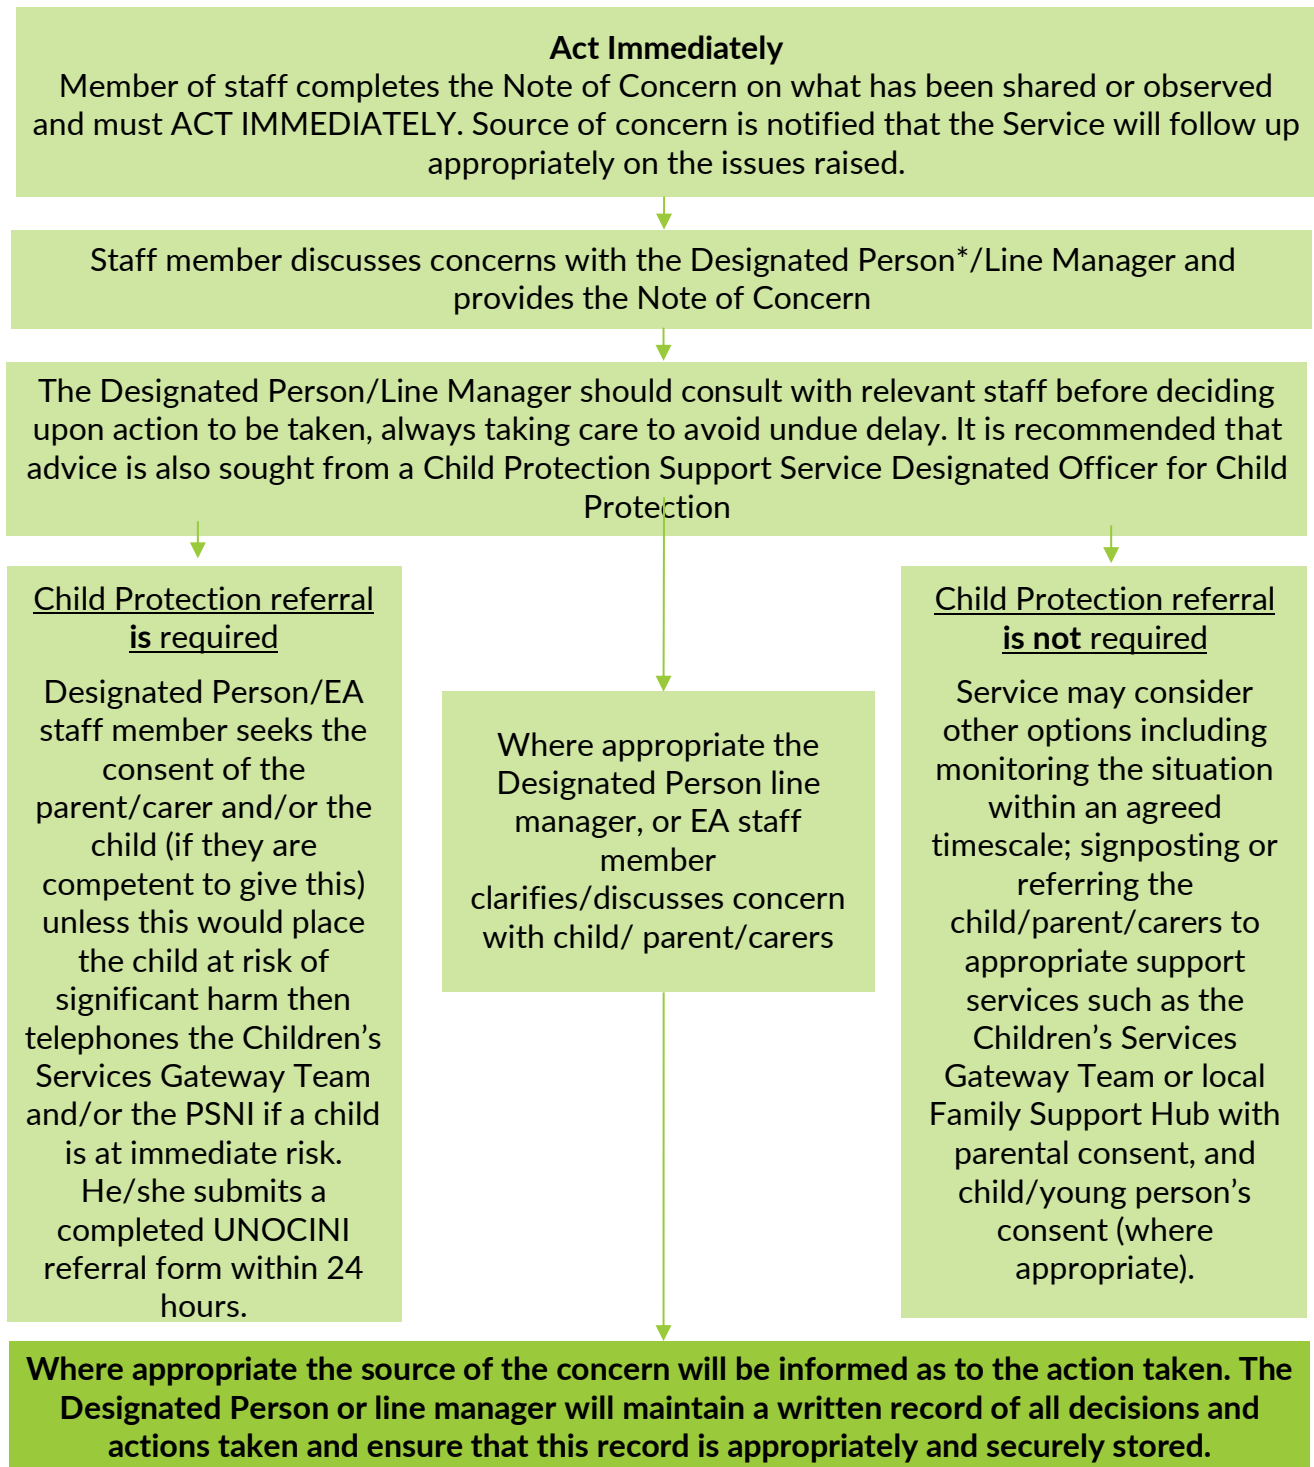 Act Immediately
Member of staff completes the Note of Concern on what has been shared or observed
and must ACT IMMEDIATELY. Source of concern is notified that the Service will follow up
appropriately on the issues raised.
Staff member discusses concerns with the Designated Person*/Line Manager and
provides the Note of Concern
The Designated Person/Line Manager should consult with relevant staff before deciding
upon action to be taken, always taking care to avoid undue delay. It is recommended that
advice is also sought from a Child Protection Support Service Designated Officer for Child
Protection
Child Protection referral
is required
Designated Person/EA
staff member seeks the
consent of the
parent/carer and/or the
child (if they are
competent to give this)
unless this would place
the child at risk of
significant harm then
telephones the Children’s
Services Gateway Team
and/or the PSNI if a child
is at immediate risk.
He/she submits a
completed UNOCINI
referral form within 24
hours.
Where appropriate the
Designated Person line
manager, or EA staff
member
clarifies/discusses concern
with child/ parent/carers
Child Protection referral
is not required
Service may consider
other options including
monitoring the situation
within an agreed
timescale; signposting or
referring the
child/parent/carers to
appropriate support
services such as the
Children’s Services
Gateway Team or local
Family Support Hub with
parental consent, and
child/young person’s
consent (where
appropriate).
Where appropriate the source of the concern will be informed as to the action taken. The
Designated Person or line manager will maintain a written record of all decisions and
actions taken and ensure that this record is appropriately and securely stored.